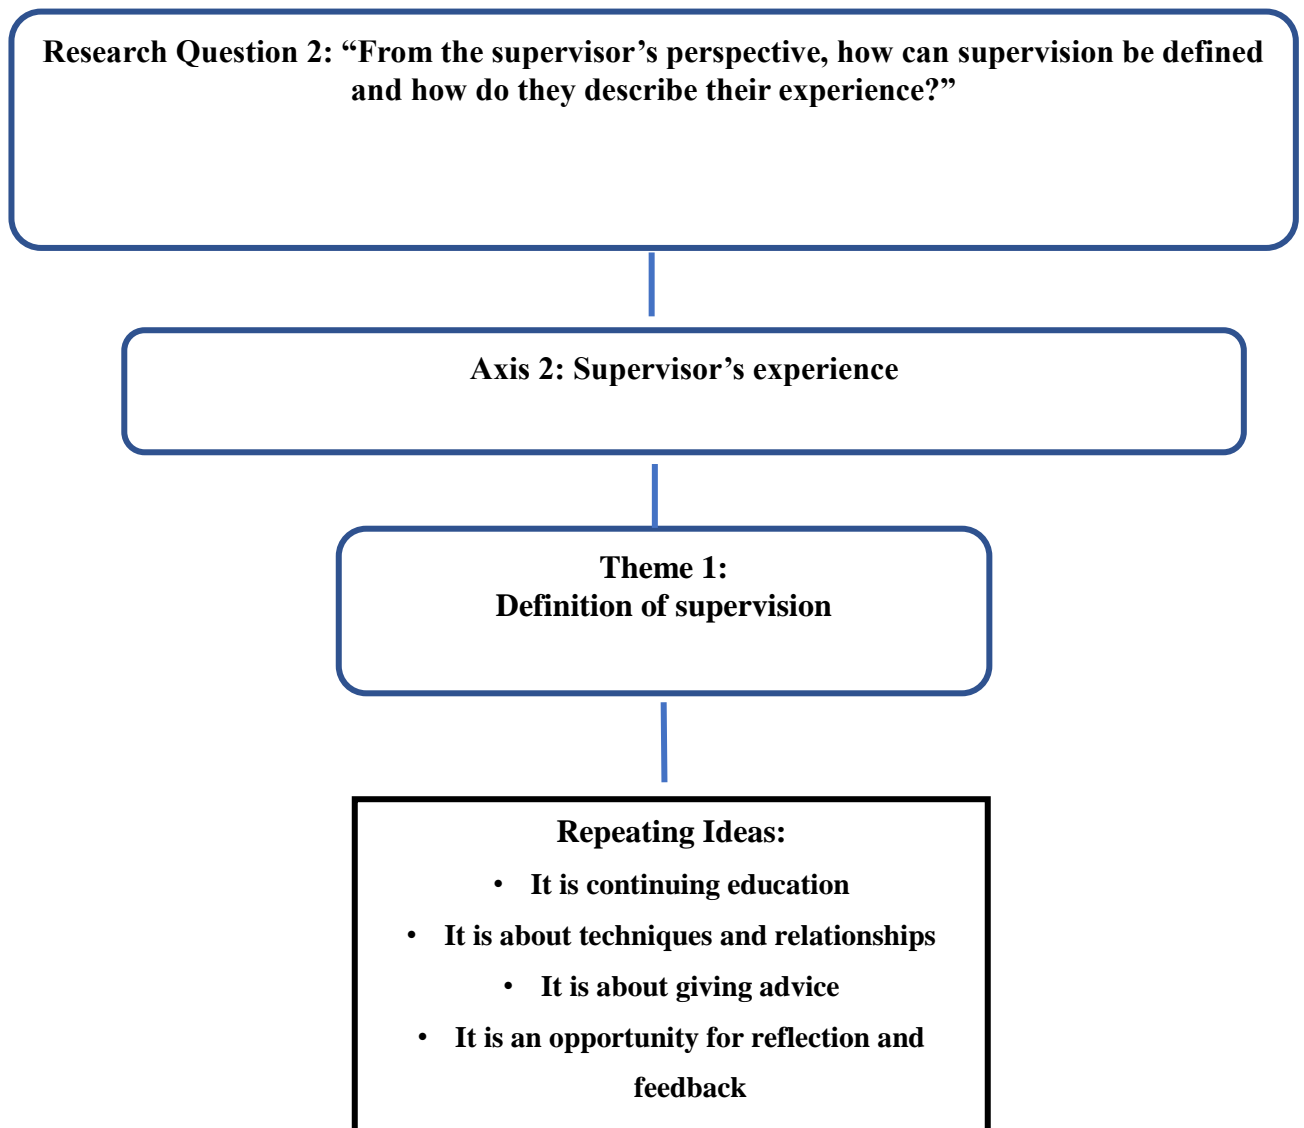 Research Question 2: “From the supervisor’s perspective, how can supervision be defined
and how do they describe their experience?”
Axis 2: Supervisor’s experience
Theme 1:
Definition of supervision
Repeating Ideas:
• It is continuing education
• It is about techniques and relationships
• It is about giving advice
• It is an opportunity for reflection and
feedback